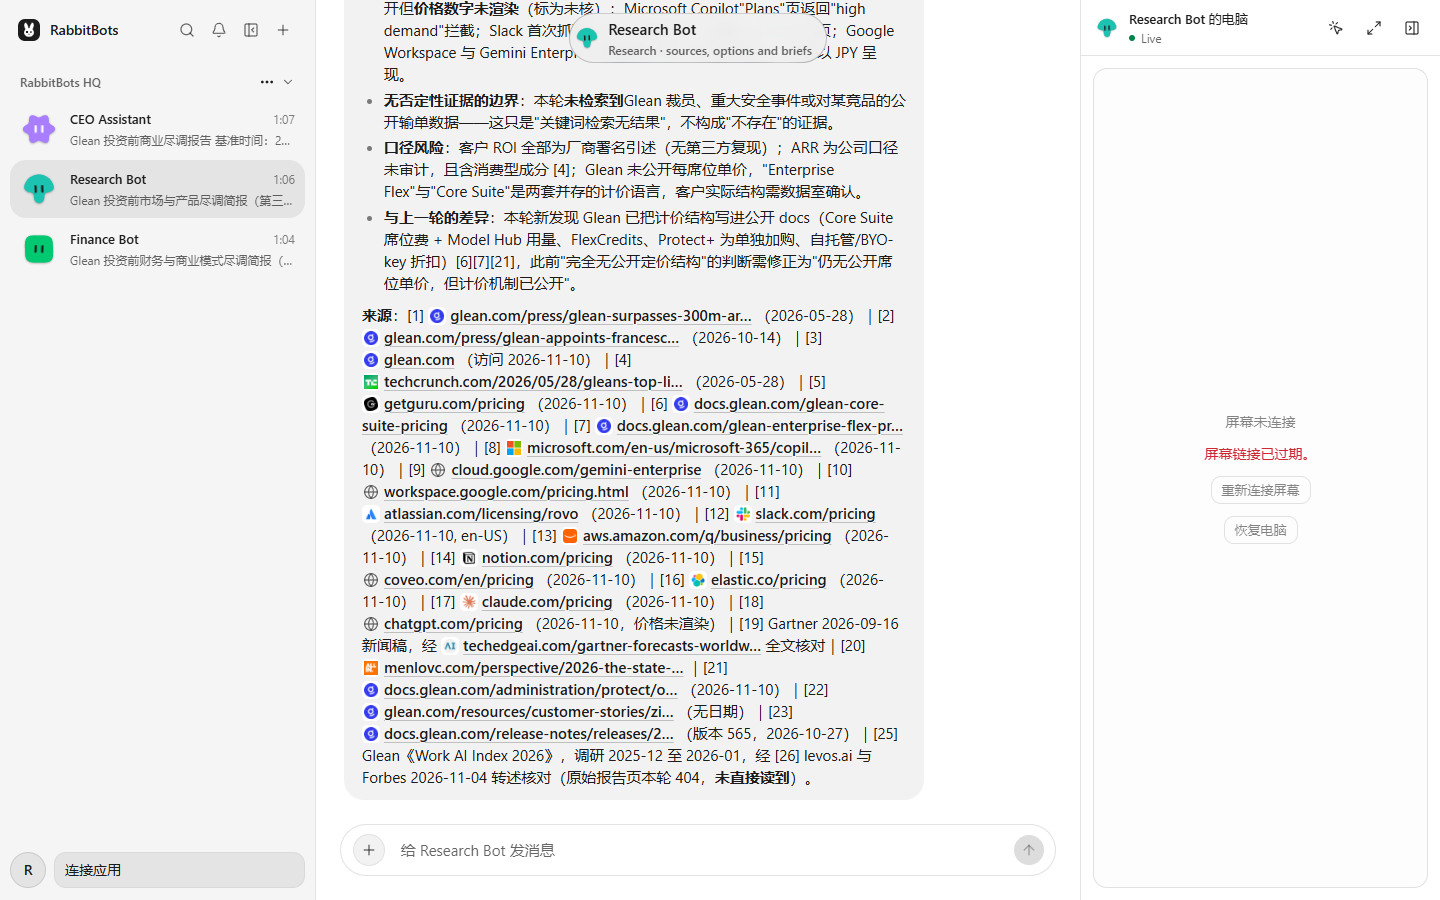 RabbitBots
RabbitBots HQ
CEO Assistant
1:07
Glean 投资前商业尽调报告 基准时间：2...
Research Bot
1:06
Glean 投资前市场与产品尽调简报（第三...
Finance Bot
1:04
Glean 投资前财务与商业模式尽调简报（...
R
连接应用
Research Bot
Research · sources, options and briefs
开但价格数字未渲染（标为未核）；Microsoft Copilot"Plans"页返回"high
demand"拦截；Slack 首次抓
页；Google
Workspace 与 Gemini Enterp
以 JPY 呈
现。
无否定性证据的边界：本轮未检索到Glean 裁员、重大安全事件或对某竞品的公
开输单数据——这只是"关键词检索无结果"，不构成"不存在"的证据。
口径风险：客户 ROI 全部为厂商署名引述（无第三方复现）；ARR 为公司口径
未审计，且含消费型成分 [4]；Glean 未公开每席位单价，"Enterprise
Flex"与"Core Suite"是两套并存的计价语言，客户实际结构需数据室确认。
与上一轮的差异：本轮新发现 Glean 已把计价结构写进公开 docs（Core Suite
席位费 + Model Hub 用量、FlexCredits、Protect+ 为单独加购、自托管/BYO-
key 折扣）[6][7][21]，此前"完全无公开定价结构"的判断需修正为"仍无公开席
位单价，但计价机制已公开"。
来源：[1] glean.com/press/glean-surpasses-300m-ar... （2026-05-28） | [2]
glean.com/press/glean-appoints-francesc... （2026-10-14） | [3]
glean.com （访问 2026-11-10） | [4]
techcrunch.com/2026/05/28/gleans-top-li... （2026-05-28） | [5]
getguru.com/pricing （2026-11-10） | [6] docs.glean.com/glean-core-
suite-pricing （2026-11-10） | [7] docs.glean.com/glean-enterprise-flex-pr...
（2026-11-10） | [8] microsoft.com/en-us/microsoft-365/copil... （2026-11-
10） | [9] cloud.google.com/gemini-enterprise （2026-11-10） | [10]
workspace.google.com/pricing.html （2026-11-10） | [11]
atlassian.com/licensing/rovo （2026-11-10） | [12] slack.com/pricing
（2026-11-10, en-US） | [13] aws.amazon.com/q/business/pricing （2026-
11-10） | [14] notion.com/pricing （2026-11-10） | [15]
coveo.com/en/pricing （2026-11-10） | [16] elastic.co/pricing （2026-
11-10） | [17] claude.com/pricing （2026-11-10） | [18]
chatgpt.com/pricing （2026-11-10，价格未渲染） | [19] Gartner 2026-09-16
新闻稿，经 techedgeai.com/gartner-forecasts-worldw... 全文核对 | [20]
menlovc.com/perspective/2026-the-state-... | [21]
docs.glean.com/administration/protect/o... （2026-11-10） | [22]
glean.com/resources/customer-stories/zi... （无日期） | [23]
docs.glean.com/release-notes/releases/2... （版本 565，2026-10-27） | [25]
Glean《Work AI Index 2026》，调研 2025-12 至 2026-01，经 [26] levos.ai 与
Forbes 2026-11-04 转述核对（原始报告页本轮 404，未直接读到）。
给 Research Bot 发消息
Research Bot 的电脑
Live
屏幕未连接
屏幕链接已过期。
重新连接屏幕
恢复电脑